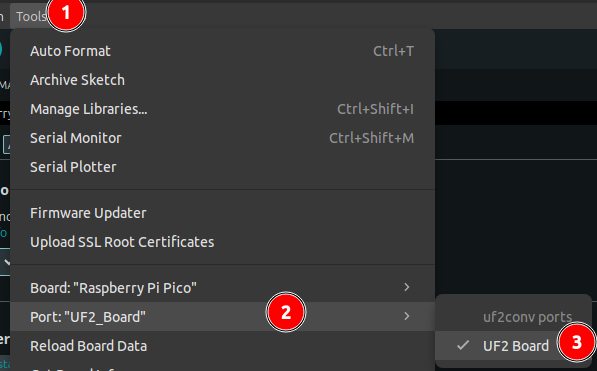 Tools
1
Auto Format Ctrl+T
Archive Sketch
Manage Libraries... Ctrl+Shift+I
Serial Monitor Ctrl+Shift+M
Serial Plotter
Firmware Updater
Upload SSL Root Certificates
Board: "Raspberry Pi Pico"
Port: "UF2_Board"
2
uf2conv ports
Reload Board Data
UF2 Board
3